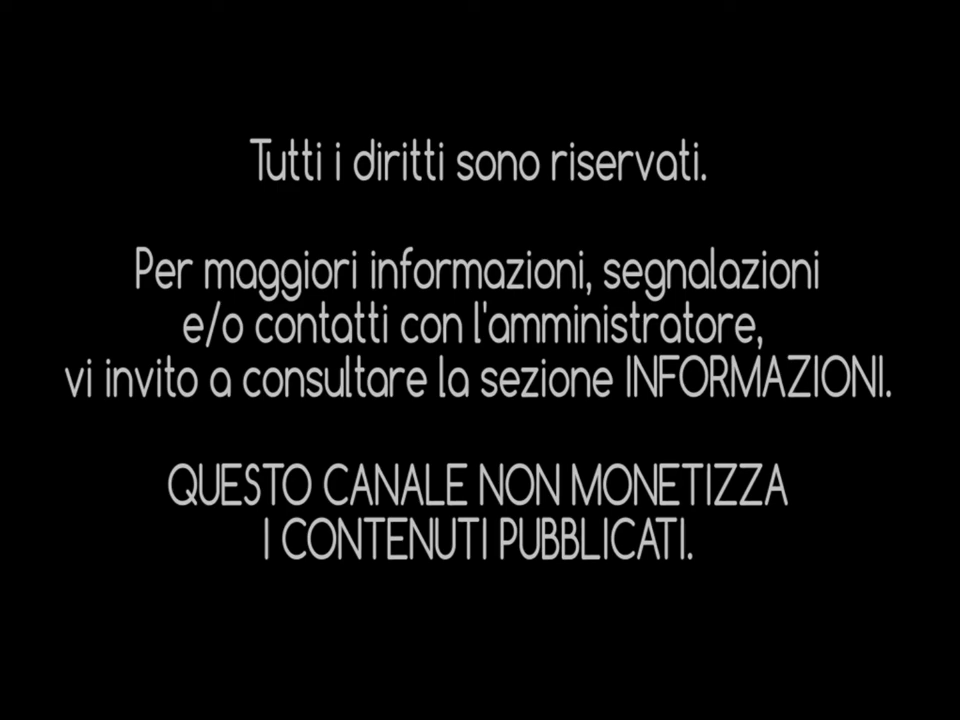 Tutti i diritti sono riservati.
Per maggiori informazioni, segnalazioni
e/o contatti con l'amministratore,
vi invito a consultare la sezione INFORMAZIONI.
QUESTO CANALE NON MONETIZZA
I CONTENUTI PUBBLICATI.